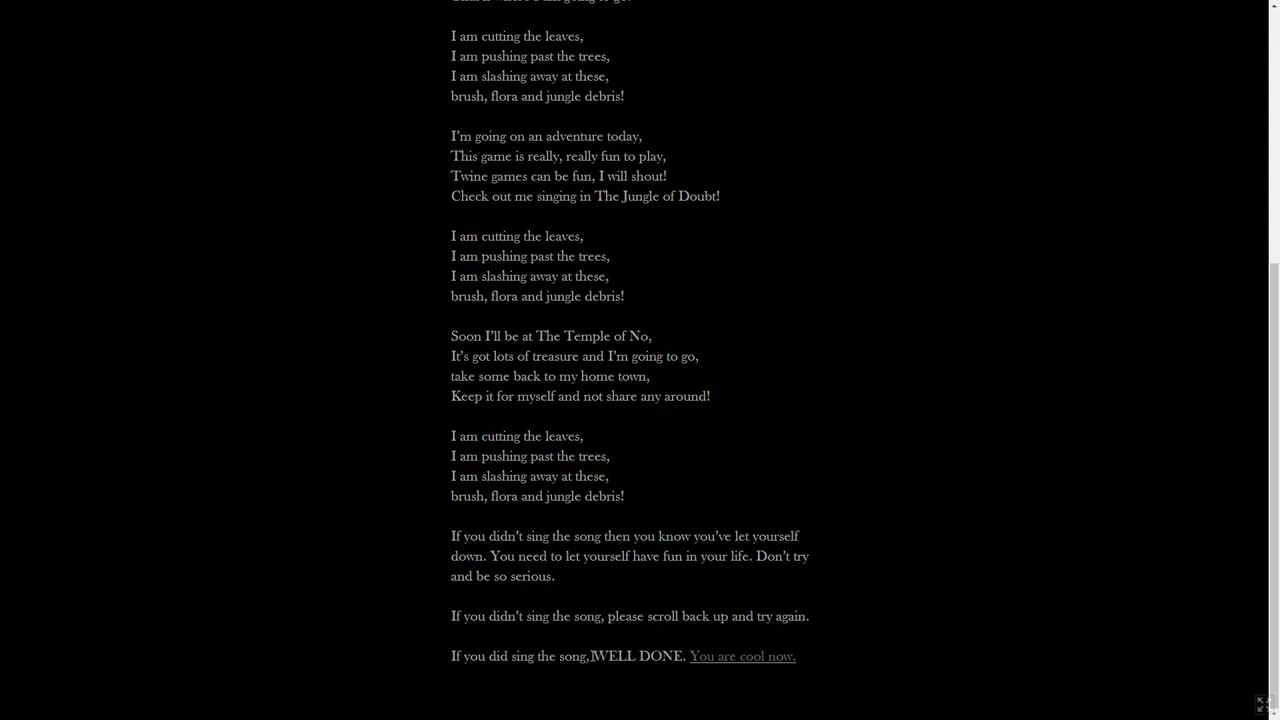 I am cutting the leaves,
I am pushing past the trees,
I am slashing away at these,
brush, flora and jungle debris!
I'm going on an adventure today,
This game is really, really fun to play,
Twine games can be fun, I will shout!
Check out me singing in The Jungle of Doubt!
I am cutting the leaves,
I am pushing past the trees,
I am slashing away at these,
brush, flora and jungle debris!
Soon I'll be at The Temple of No,
It's got lots of treasure and I'm going to go,
take some back to my home town,
Keep it for myself and not share any around!
I am cutting the leaves,
I am pushing past the trees,
I am slashing away at these,
brush, flora and jungle debris!
If you didn't sing the song then you know you've let yourself
down. You need to let yourself have fun in your life. Don't try
and be so serious.
If you didn't sing the song, please scroll back up and try again.
If you did sing the song, WELL DONE. You are cool now.